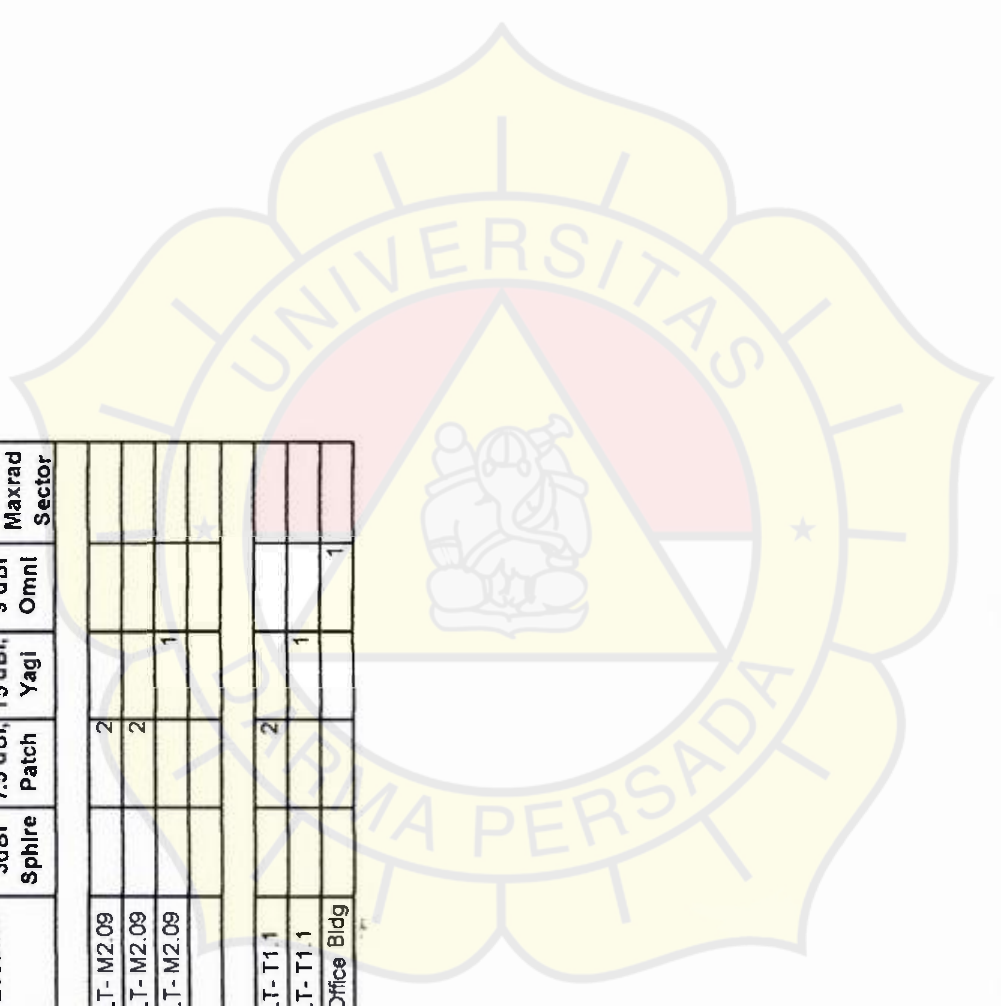 Sphire Patch Yagi Omni Maxrad Sector
.T- M2.09 2
.T- M2.09 2
.T- M2.09 1
.T- T1.1 2
.T- T1.1 1
Office Bldg 1
UNIVERSITAS
DARMA PERSADA